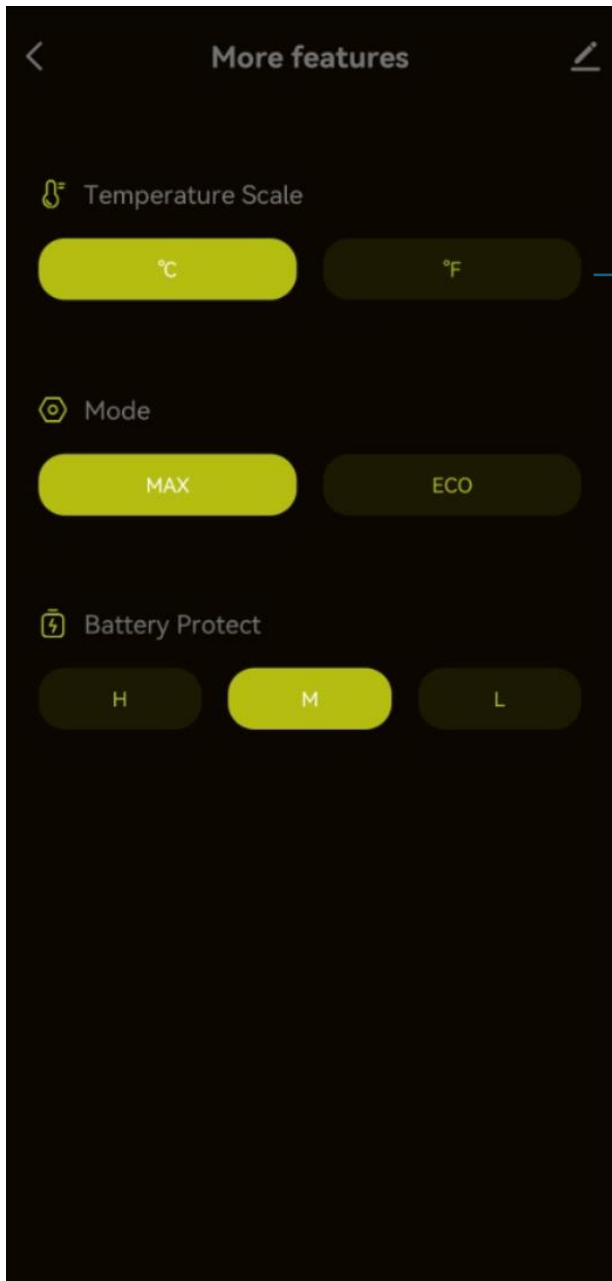 More features
Temperature Scale
℃ ℉
Mode
MAX ECO
Battery Protect
H M L